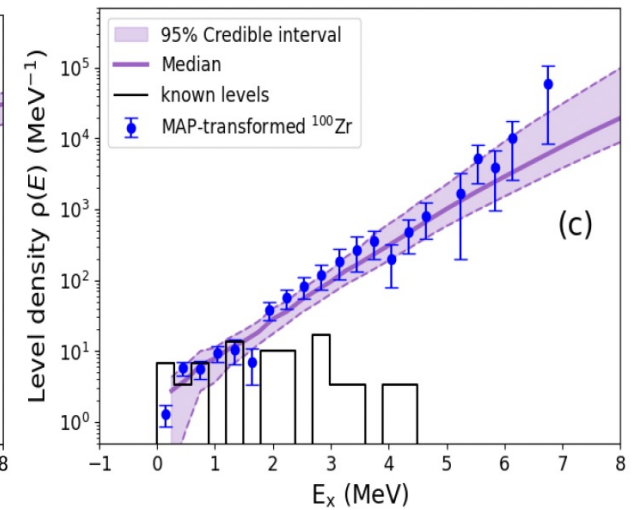 95% Credible interval
Median
known levels
MAP-transformed ¹⁰⁰Zr
Level density ρ(E) (MeV⁻¹)
10⁵
10⁴
10³
10²
10¹
10⁰
(c)
8
−1 0 1 2 3 4 5 6 7 8
Eₓ (MeV)